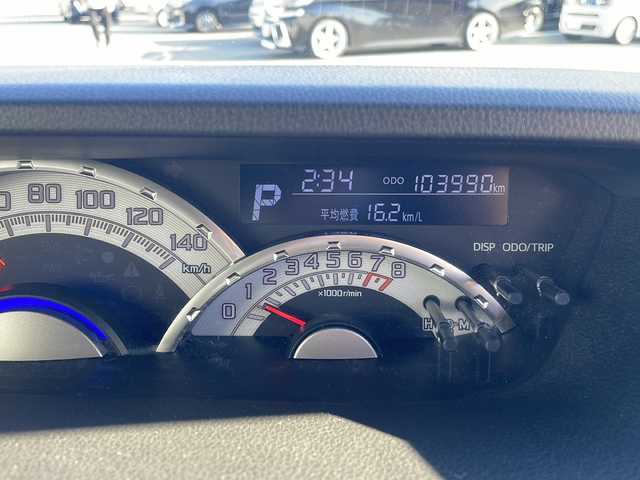 P
2:34
ODO 103990km
平均燃費 16.2km/L
DISP ODO/TRIP
80 100 120 140
km/h
0 1 2 3 4 5 6 7 8
×1000r/min
H M